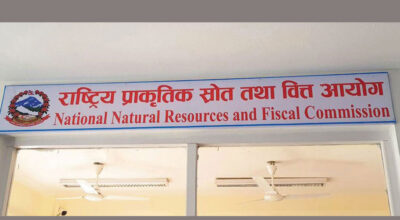 राष्ट्रिय प्राकृतिक स्रोत तथा वित्त आयोग
National Natural Resources and Fiscal Commission